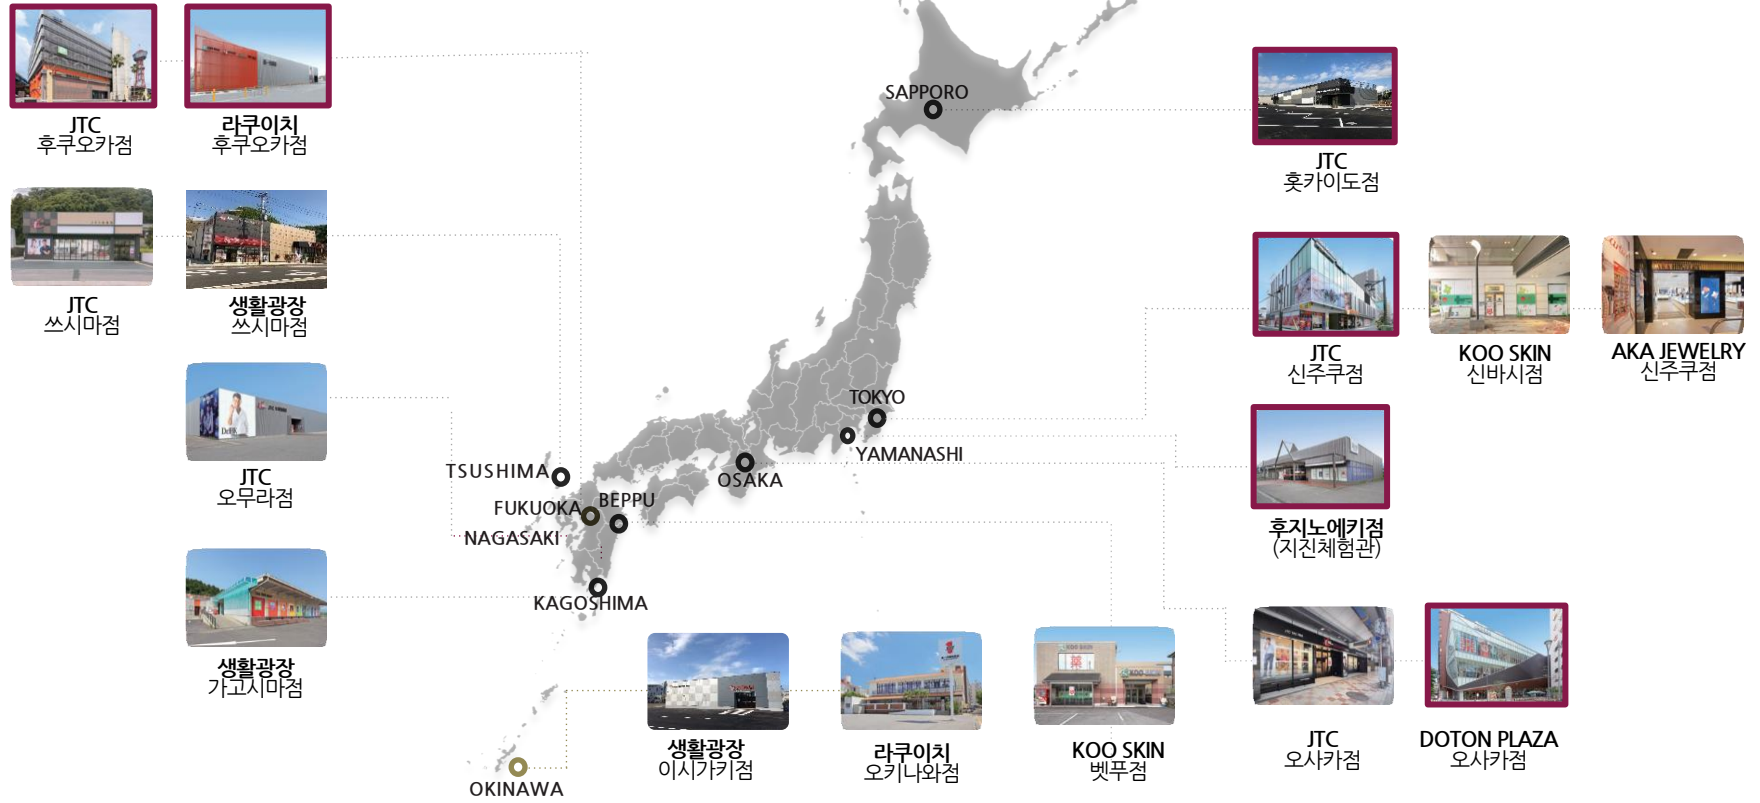 JTC
후쿠오카점
라쿠이치
후쿠오카점
SAPPORO
JTC
홋카이도점
JTC
쓰시마점
생활광장
쓰시마점
JTC
신주쿠점
KOO SKIN
신바시점
AKA JEWELRY
신주쿠점
TOKYO
YAMANASHI
JTC
오무라점
TSUSHIMA
OSAKA
FUKUOKA
BEPPU
NAGASAKI
후지노에키점
(지진체험관)
KAGOSHIMA
생활광장
가고시마점
KOO SKIN
KOO SKIN
薬
생활광장
이시가키점
라쿠이치
오키나와점
KOO SKIN
벳푸점
JTC
오사카점
DOTON PLAZA
오사카점
OKINAWA